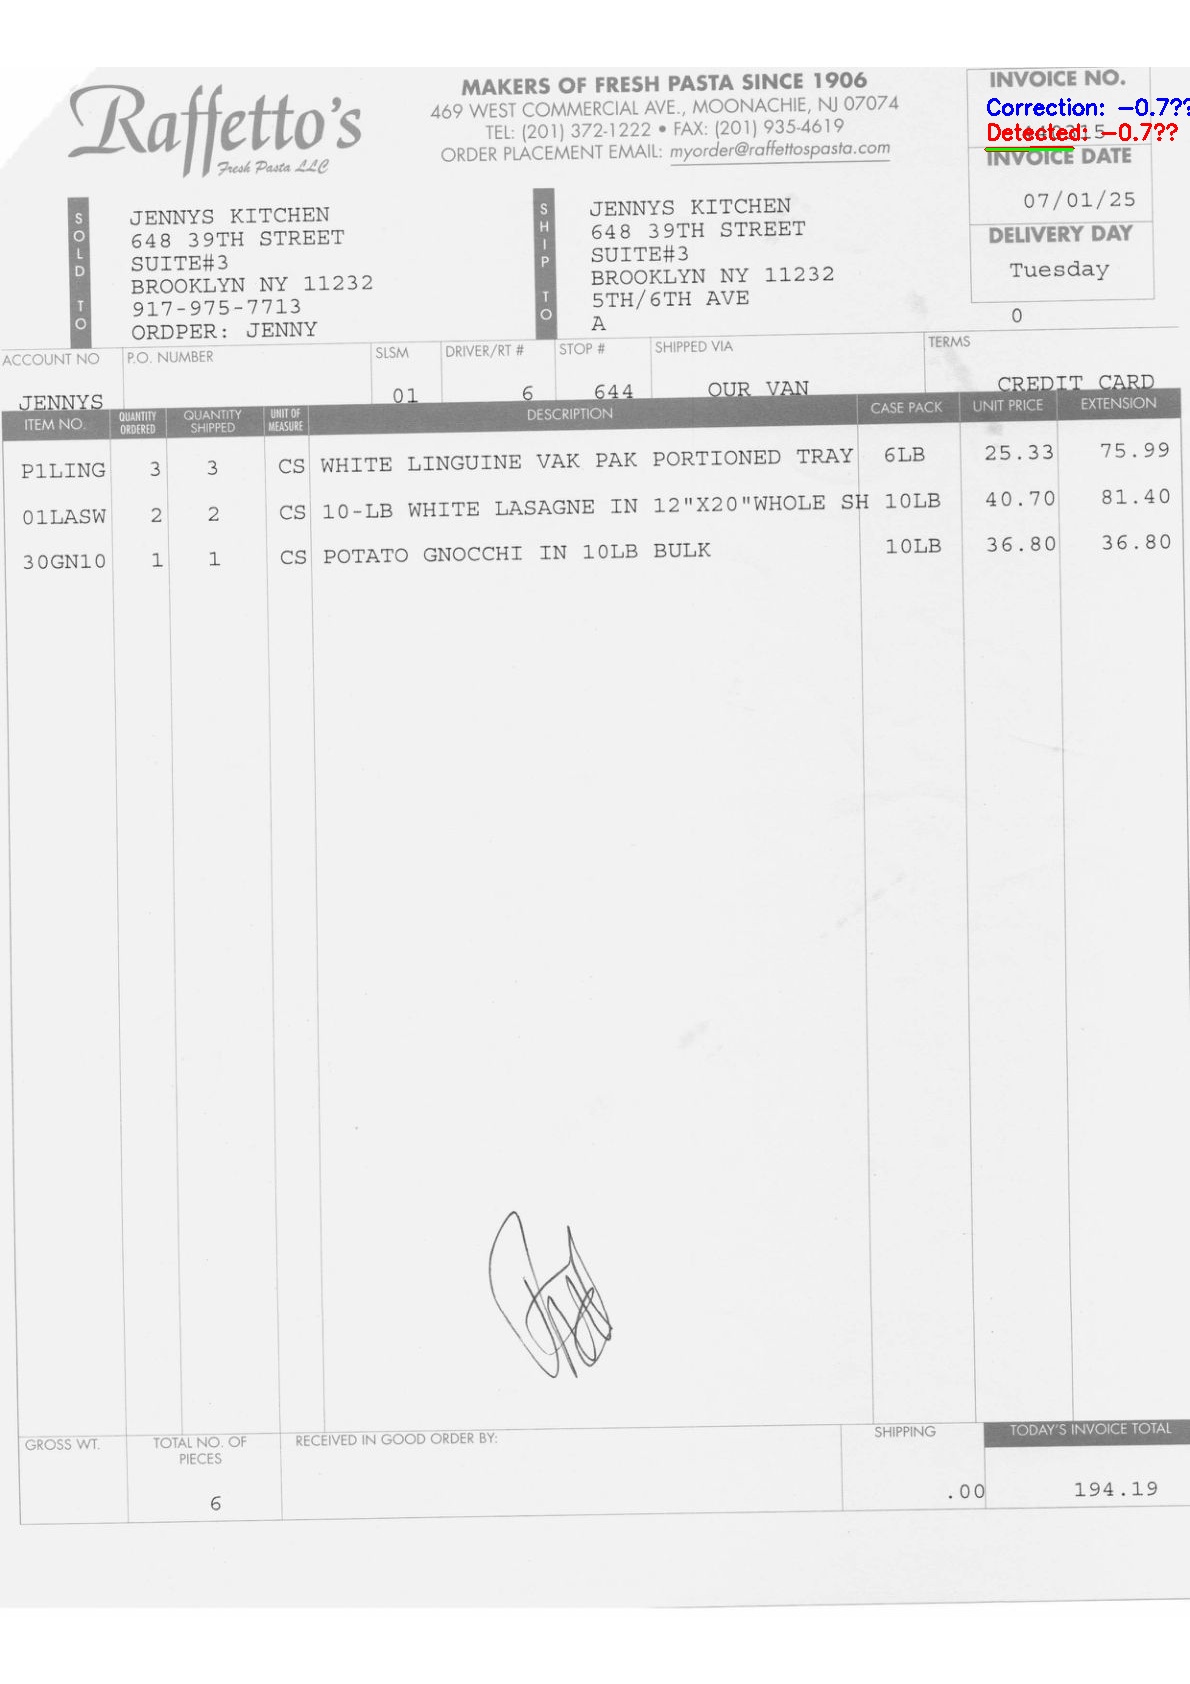 Raffetto's
Fresh Pasta LLC
MAKERS OF FRESH PASTA SINCE 1906
469 WEST COMMERCIAL AVE., MOONACHIE, NJ 07074
TEL: (201) 372-1222 • FAX: (201) 935-4619
ORDER PLACEMENT EMAIL: myorder@raffettospasta.com
INVOICE NO.
Correction: -0.7??
Detected: -0.7??
INVOICE DATE
07/01/25
DELIVERY DAY
Tuesday
0
SOLD TO
JENNYS KITCHEN
648 39TH STREET
SUITE#3
BROOKLYN NY 11232
917-975-7713
ORDPER: JENNY
SHIP TO
JENNYS KITCHEN
648 39TH STREET
SUITE#3
BROOKLYN NY 11232
5TH/6TH AVE
A
ACCOUNT NO P.O. NUMBER SLSM DRIVER/RT # STOP # SHIPPED VIA TERMS
JENNYS 01 6 644 OUR VAN CREDIT CARD
ITEM NO. QUANTITY ORDERED QUANTITY SHIPPED UNIT OF MEASURE DESCRIPTION CASE PACK UNIT PRICE EXTENSION
P1LING 3 3 CS WHITE LINGUINE VAK PAK PORTIONED TRAY 6LB 25.33 75.99
01LASW 2 2 CS 10-LB WHITE LASAGNE IN 12"X20"WHOLE SH 10LB 40.70 81.40
30GN10 1 1 CS POTATO GNOCCHI IN 10LB BULK 10LB 36.80 36.80
GROSS WT. TOTAL NO. OF PIECES RECEIVED IN GOOD ORDER BY: SHIPPING TODAY'S INVOICE TOTAL
6 .00 194.19